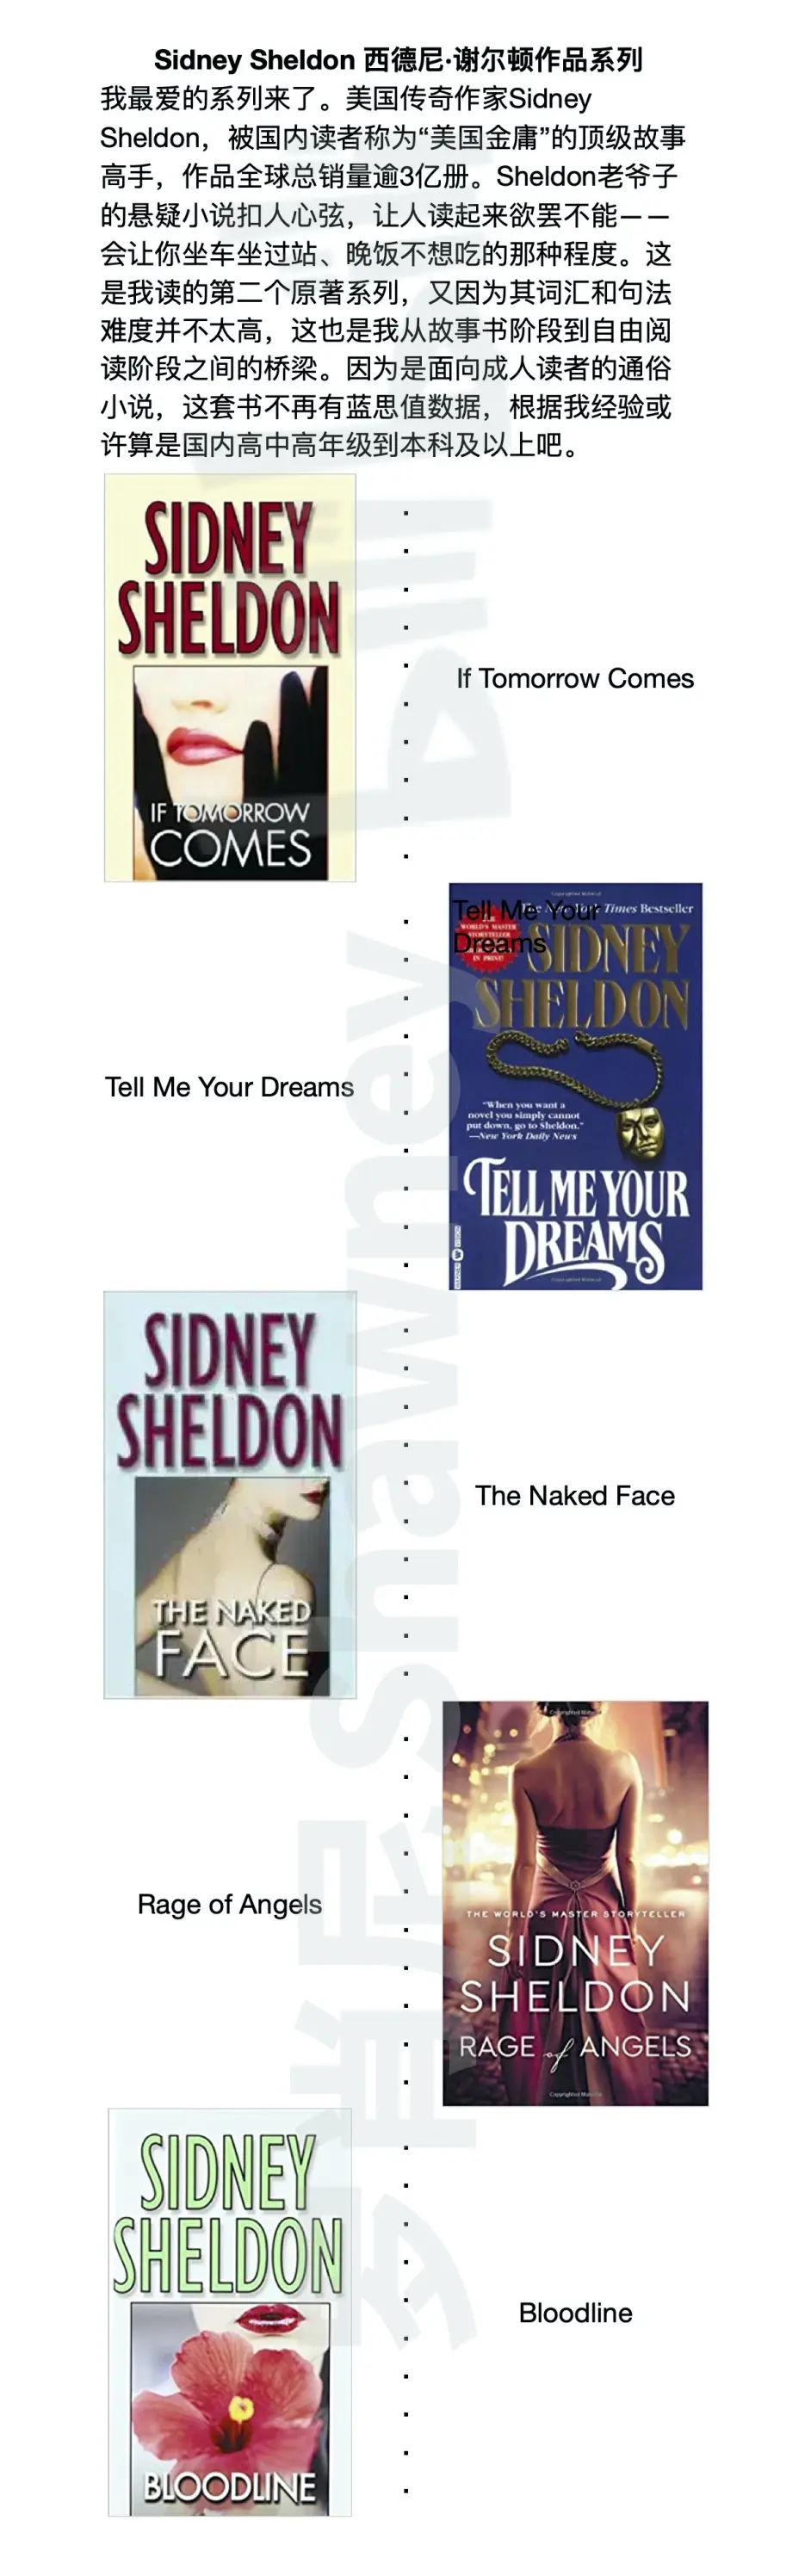 Sidney Sheldon 西德尼·谢尔顿作品系列
我最爱的系列来了。美国传奇作家Sidney
Sheldon，被国内读者称为“美国金庸”的顶级故事
高手，作品全球总销量逾3亿册。Sheldon老爷子
的悬疑小说扣人心弦，让人读起来欲罢不能——
会让你坐车坐过站、晚饭不想吃的那种程度。这
是我读的第二个原著系列，又因为其词汇和句法
难度并不太高，这也是我从故事书阶段到自由阅
读阶段之间的桥梁。因为是面向成人读者的通俗
小说，这套书不再有蓝思值数据，根据我经验或
许算是国内高中高年级到本科及以上吧。
SIDNEY
SHELDON
IF TOMORROW
COMES
If Tomorrow Comes
Tell Me Your Dreams
Tell Me Your
Dreams
The New York Times Bestseller
WORLD'S MASTER
STORYTELLER
IN PRINT!
SIDNEY
SHELDON
"When you want a
novel you simply cannot
put down, go to Sheldon."
—New York Daily News
TELL ME YOUR
DREAMS
SIDNEY
SHELDON
THE NAKED
FACE
The Naked Face
Rage of Angels
Copyrighted Material
THE WORLD'S MASTER STORYTELLER
SIDNEY
SHELDON
RAGE of ANGELS
Copyrighted Material
SIDNEY
SHELDON
BLOODLINE
Bloodline
Shawney